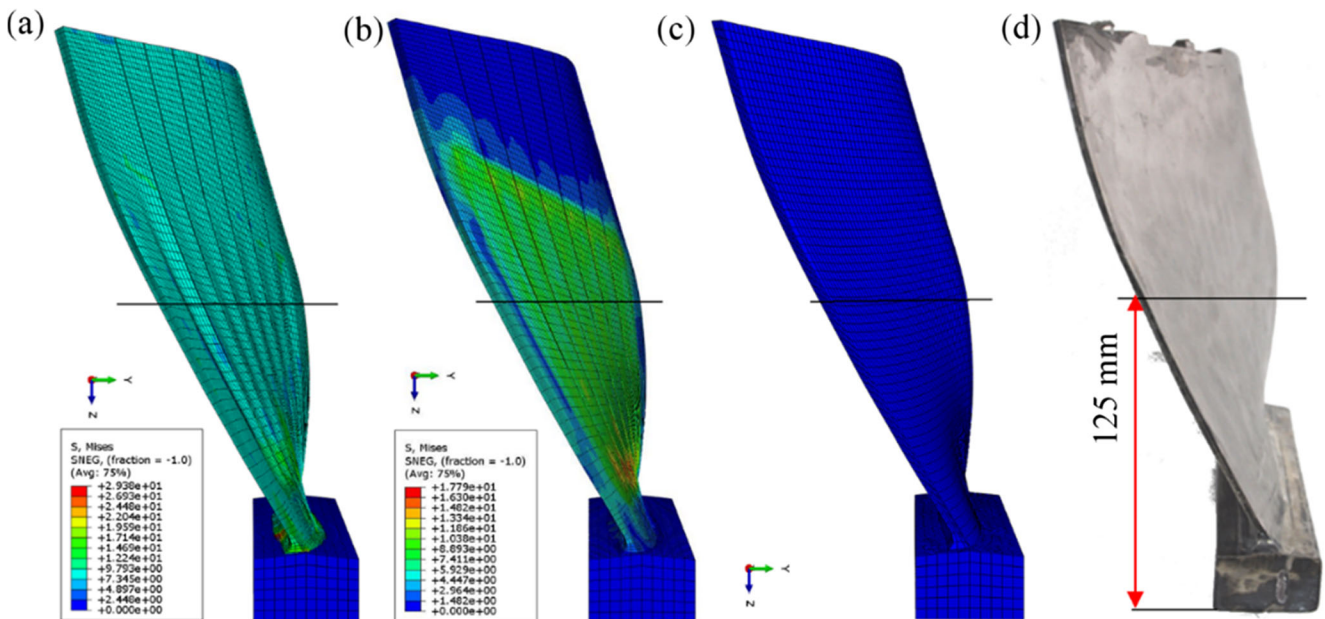 (a)
(b)
(c)
(d)
125 mm
Y
Z
S, Mises
SNEG, (fraction = -1.0)
(Avg: 75%)
+2.938e+01
+2.693e+01
+2.448e+01
+2.204e+01
+1.959e+01
+1.714e+01
+1.469e+01
+1.224e+01
+9.793e+00
+7.345e+00
+4.897e+00
+2.448e+00
+0.000e+00
Y
Z
S, Mises
SNEG, (fraction = -1.0)
(Avg: 75%)
+1.779e+01
+1.630e+01
+1.482e+01
+1.334e+01
+1.186e+01
+1.038e+01
+8.893e+00
+7.411e+00
+5.929e+00
+4.447e+00
+2.964e+00
+1.482e+00
+0.000e+00
Y
Z